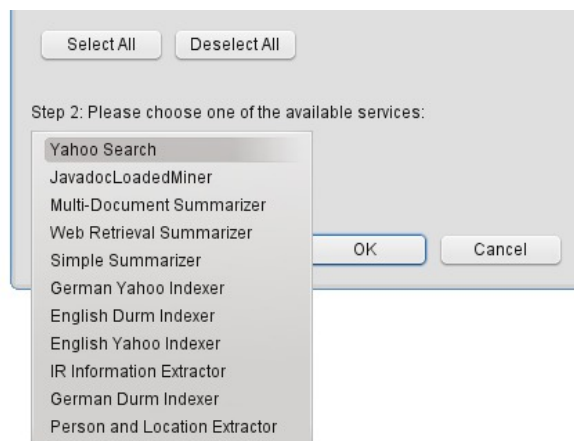 Select All Deselect All
Step 2: Please choose one of the available services:
Yahoo Search
JavadocLoadedMiner
Multi-Document Summarizer
Web Retrieval Summarizer
Simple Summarizer
German Yahoo Indexer
English Durm Indexer
English Yahoo Indexer
IR Information Extractor
German Durm Indexer
Person and Location Extractor
OK Cancel